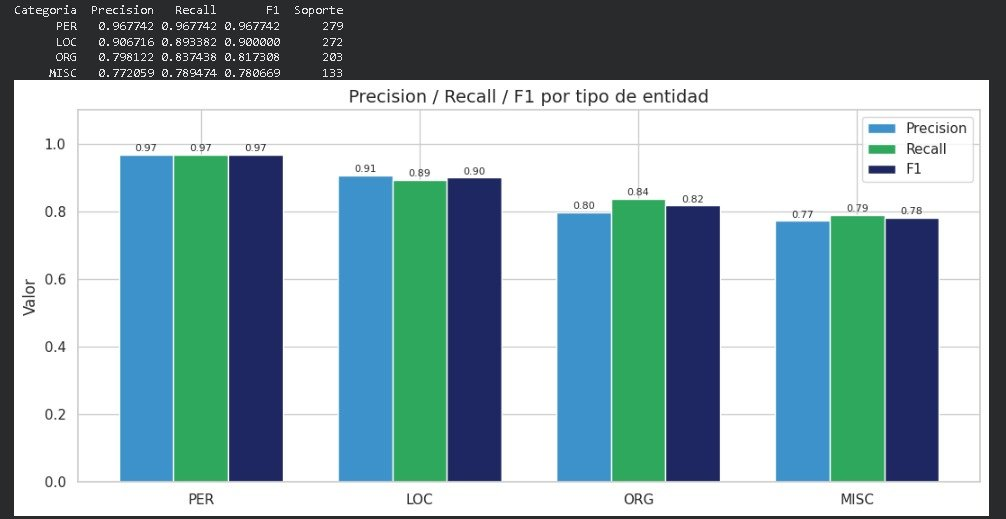 Categoria Precision Recall F1 Soporte
PER 0.967742 0.967742 0.967742 279
LOC 0.906716 0.893382 0.900000 272
ORG 0.798122 0.837438 0.817308 203
MISC 0.772059 0.789474 0.780669 133
Precision / Recall / F1 por tipo de entidad
Precision
Recall
F1
Valor
1.0
0.8
0.6
0.4
0.2
0.0
0.97 0.97 0.97
0.91 0.89 0.90
0.80 0.84 0.82
0.77 0.79 0.78
PER LOC ORG MISC